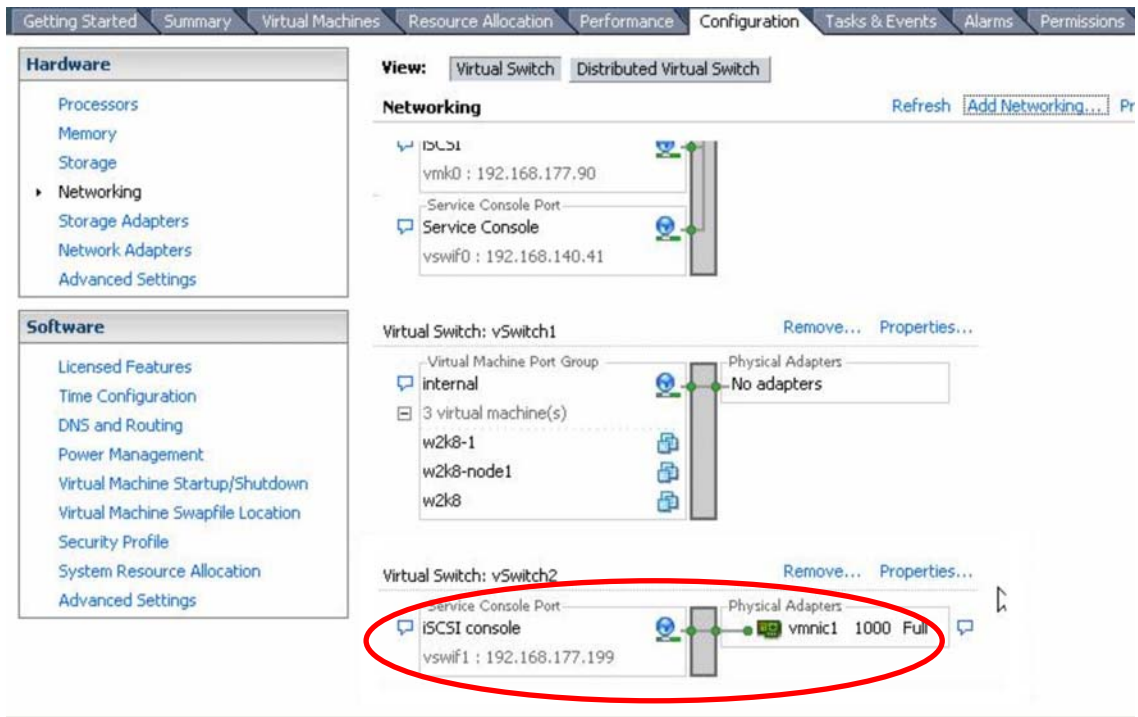 Getting Started Summary Virtual Machines Resource Allocation Performance Configuration Tasks & Events Alarms Permissions
Hardware
Processors
Memory
Storage
Networking
Storage Adapters
Network Adapters
Advanced Settings
Software
Licensed Features
Time Configuration
DNS and Routing
Power Management
Virtual Machine Startup/Shutdown
Virtual Machine Swapfile Location
Security Profile
System Resource Allocation
Advanced Settings
View: Virtual Switch Distributed Virtual Switch
Networking Refresh Add Networking... Pr
iSCSI
vmk0 : 192.168.177.90
Service Console Port
Service Console
vswif0 : 192.168.140.41
Virtual Switch: vSwitch1 Remove... Properties...
Virtual Machine Port Group Physical Adapters
internal No adapters
3 virtual machine(s)
w2k8-1
w2k8-node1
w2k8
Virtual Switch: vSwitch2 Remove... Properties...
Service Console Port Physical Adapters
iSCSI console vmnic1 1000 Full
vswif1 : 192.168.177.199